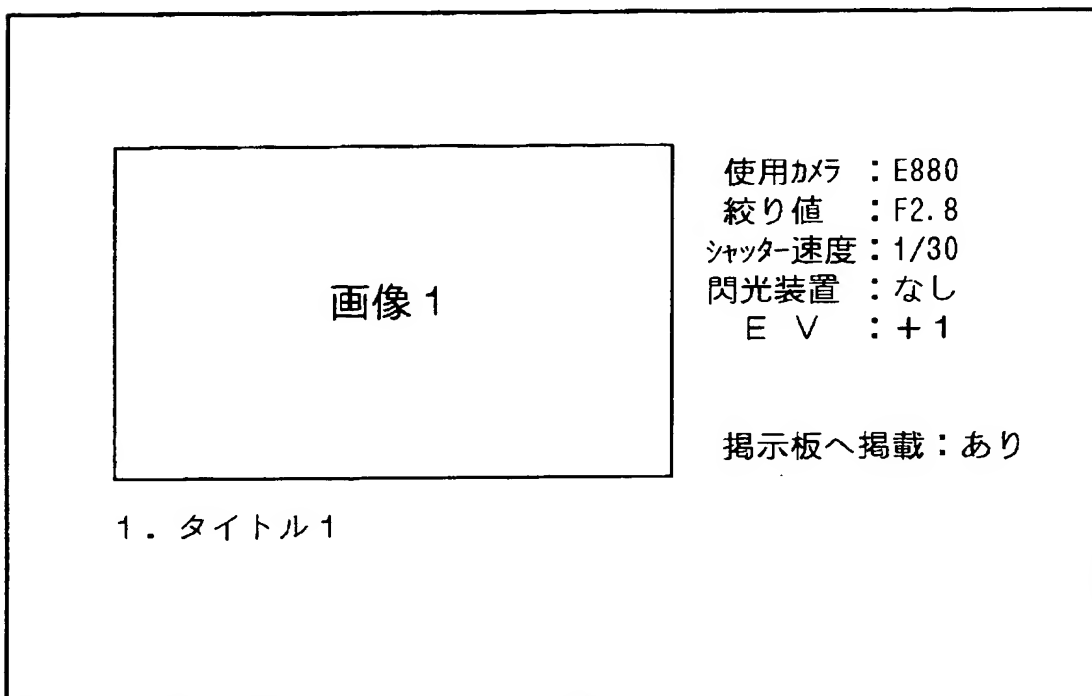 画像１
使用ｶﾒﾗ ：E880
絞り値 ：F2.8
ｼｬｯﾀｰ速度：1/30
閃光装置 ：なし
Ｅ Ｖ ：＋１
掲示板へ掲載：あり
１．タイトル１